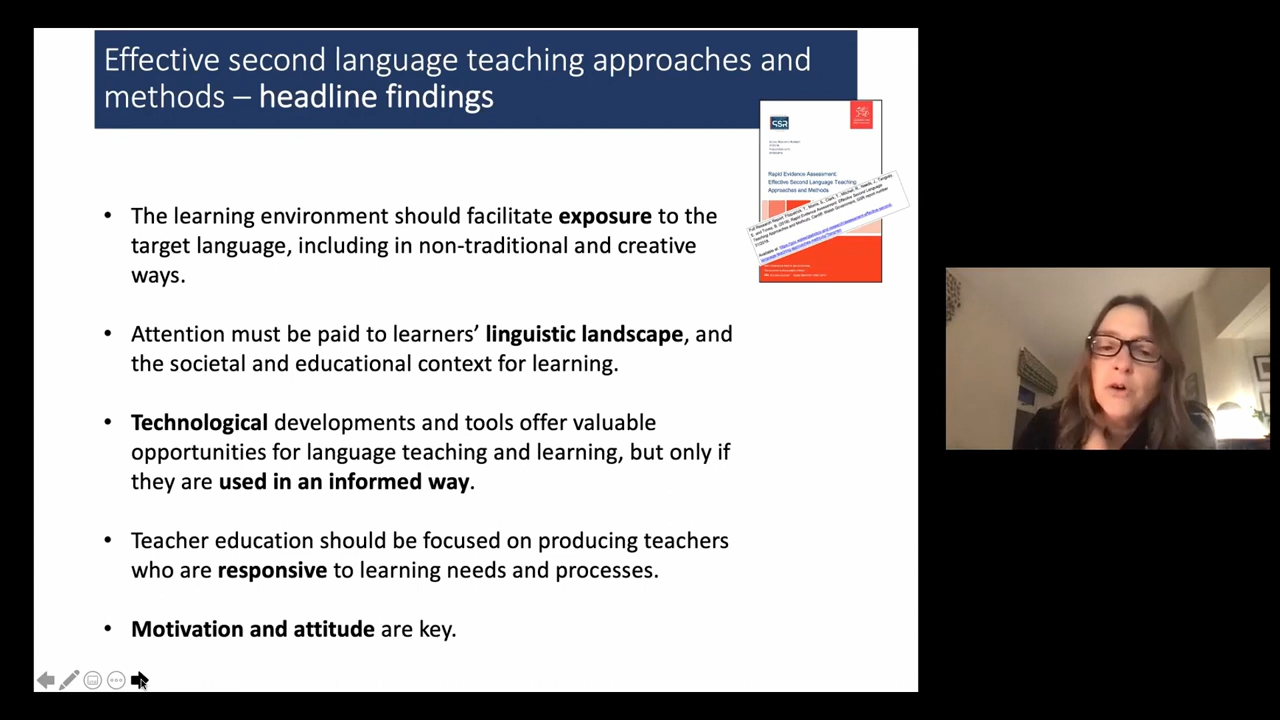 Effective second language teaching approaches and
methods – headline findings
GSR
Rapid Evidence Assessment:
Effective Second Language Teaching
Approaches and Methods
• The learning environment should facilitate exposure to the
target language, including in non-traditional and creative
ways.
• Attention must be paid to learners’ linguistic landscape, and
the societal and educational context for learning.
• Technological developments and tools offer valuable
opportunities for language teaching and learning, but only if
they are used in an informed way.
• Teacher education should be focused on producing teachers
who are responsive to learning needs and processes.
• Motivation and attitude are key.